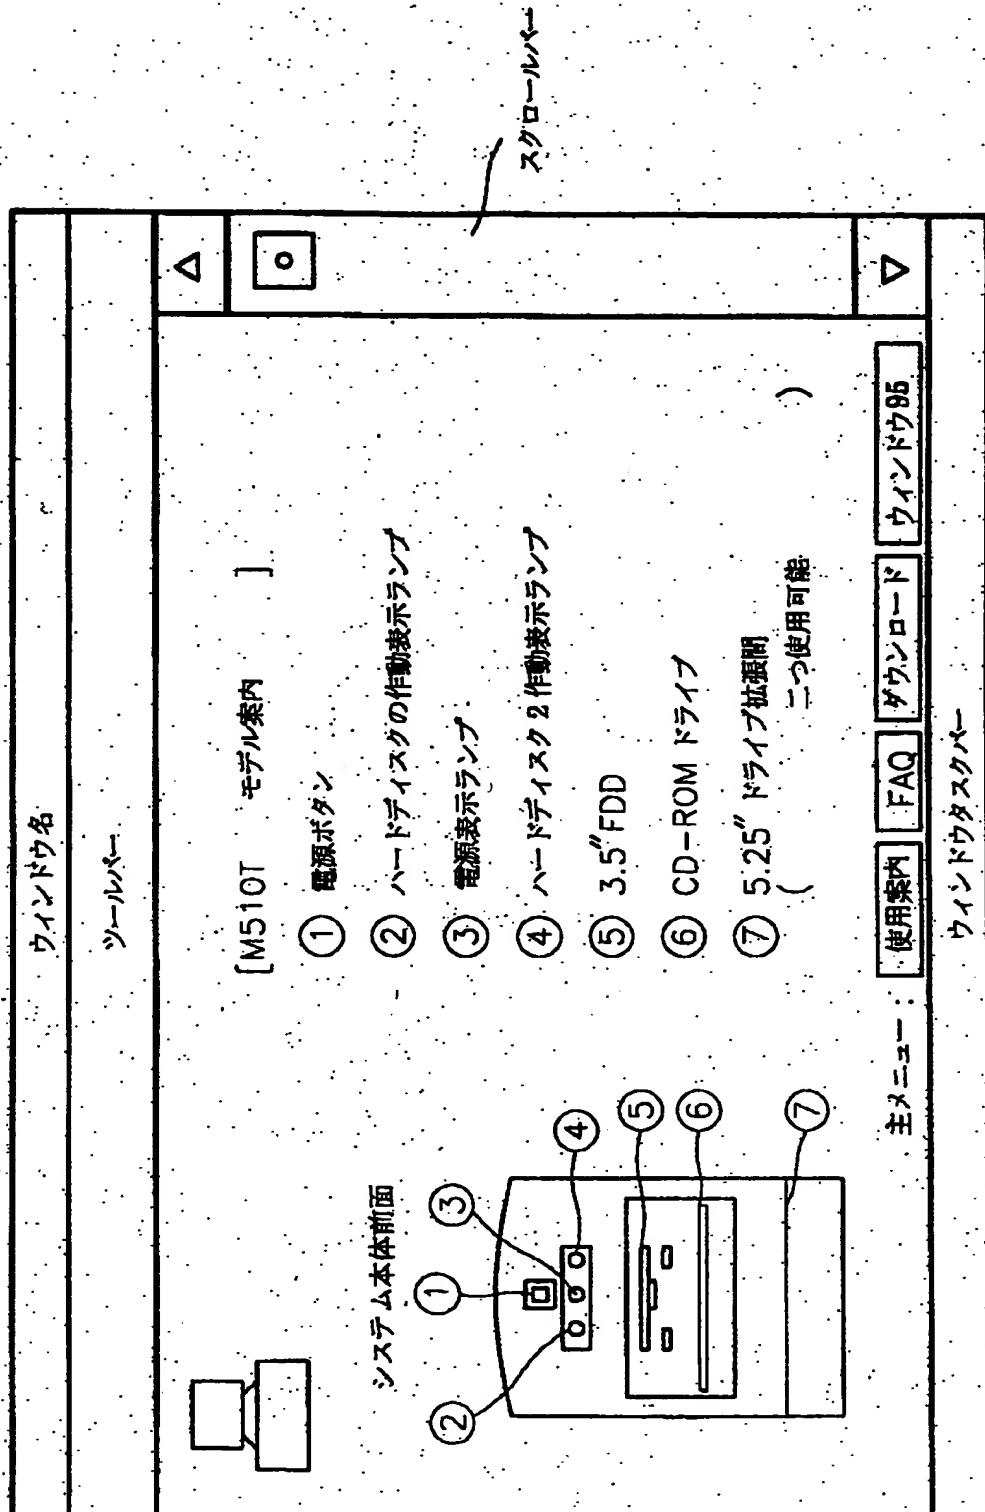 ウィンドウ名
ツールバー
スクロールバー
[M510T モデル案内 ]
① 電源ボタン
② ハードディスクの作動表示ランプ
③ 電源表示ランプ
④ ハードディスク2作動表示ランプ
⑤ 3.5″FDD
⑥ CD-ROM ドライブ
⑦ 5.25″ ドライブ拡張間
( 二つ使用可能 )
システム本体前面
①
②
③
④
⑤
⑥
⑦
主メニュー: 使用案内 FAQ ダウンロード ウィンドウ95
ウィンドウタスクバー